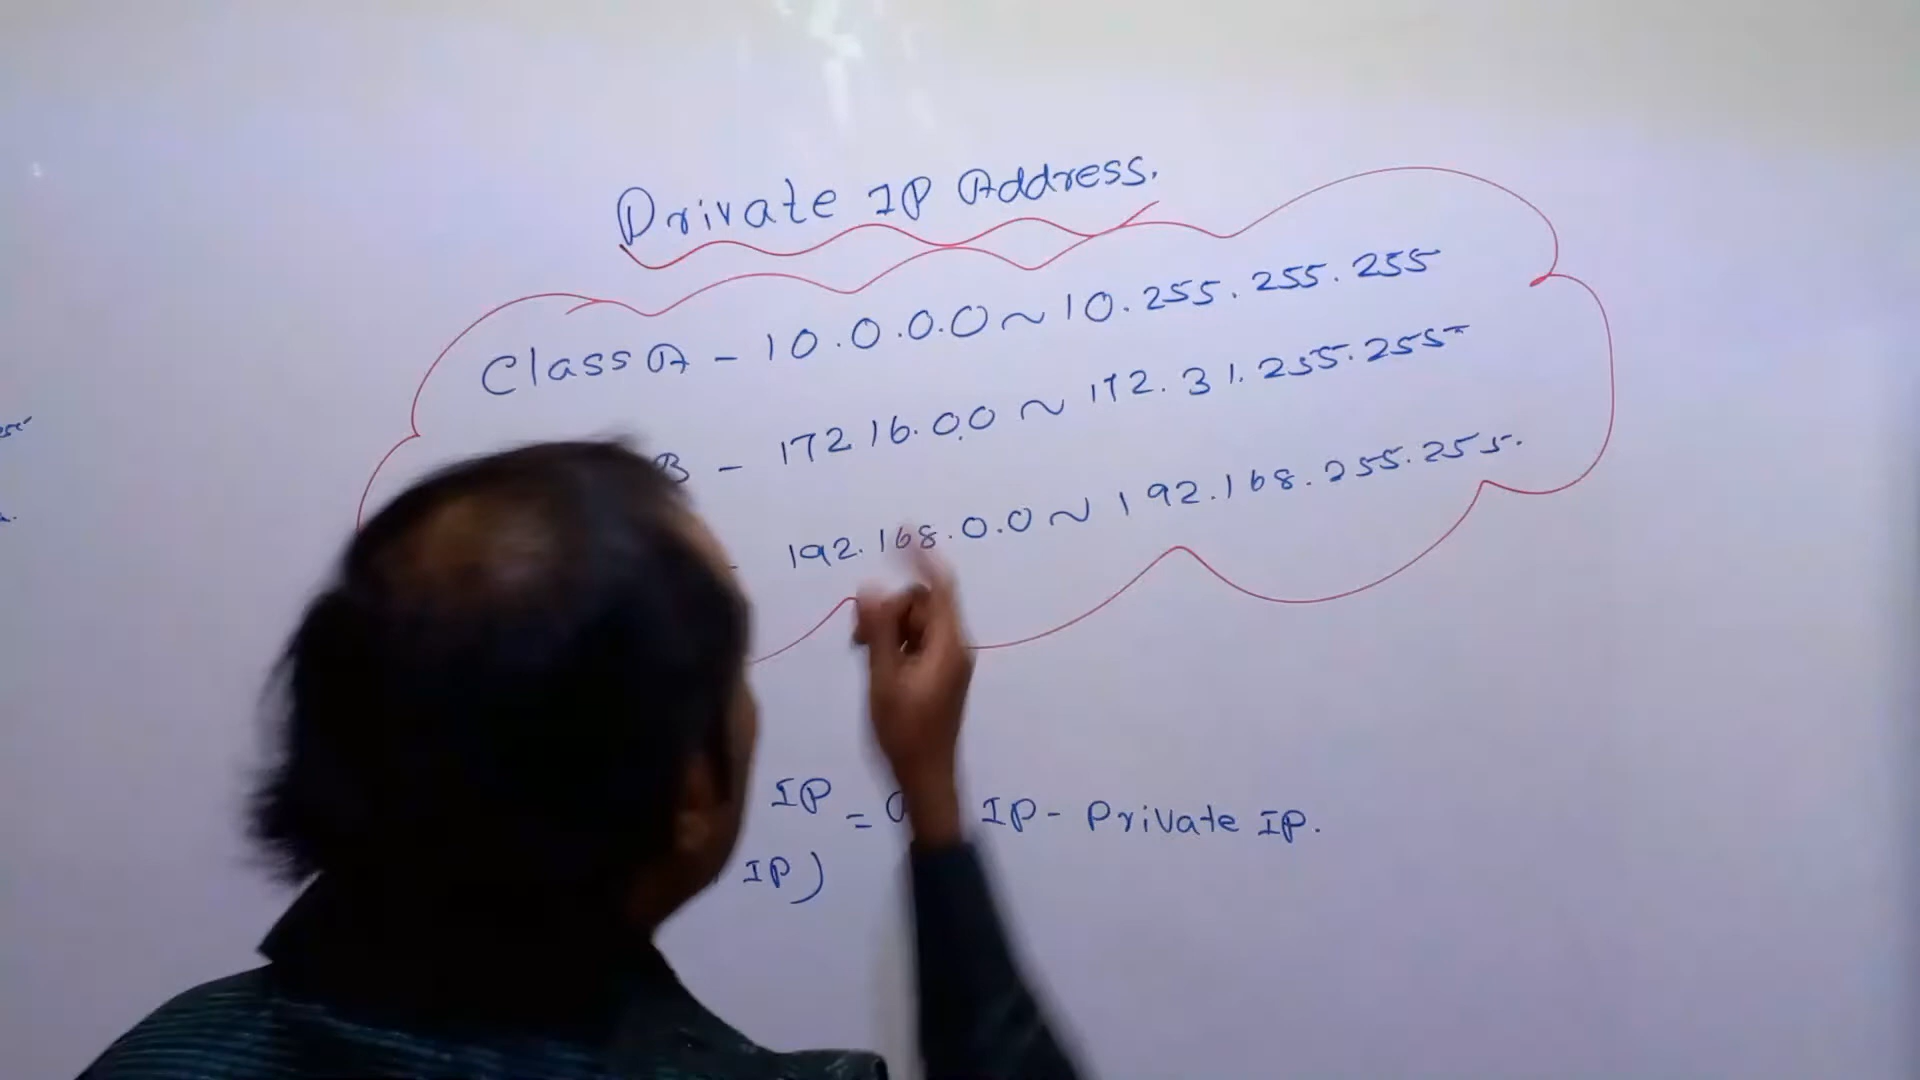 Private IP Address.
Class A - 10.0.0.0 ~ 10.255.255.255
B - 172 16.0.0 ~ 172.31.255.255
192.168.0.0 ~ 192.168.255.255.
IP = IP - Private IP.
IP)